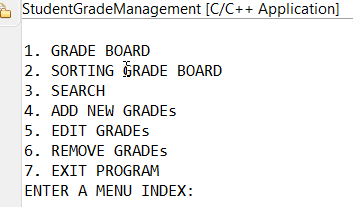 StudentGradeManagement [C/C++ Application]
1. GRADE BOARD
2. SORTING GRADE BOARD
3. SEARCH
4. ADD NEW GRADEs
5. EDIT GRADEs
6. REMOVE GRADEs
7. EXIT PROGRAM
ENTER A MENU INDEX: